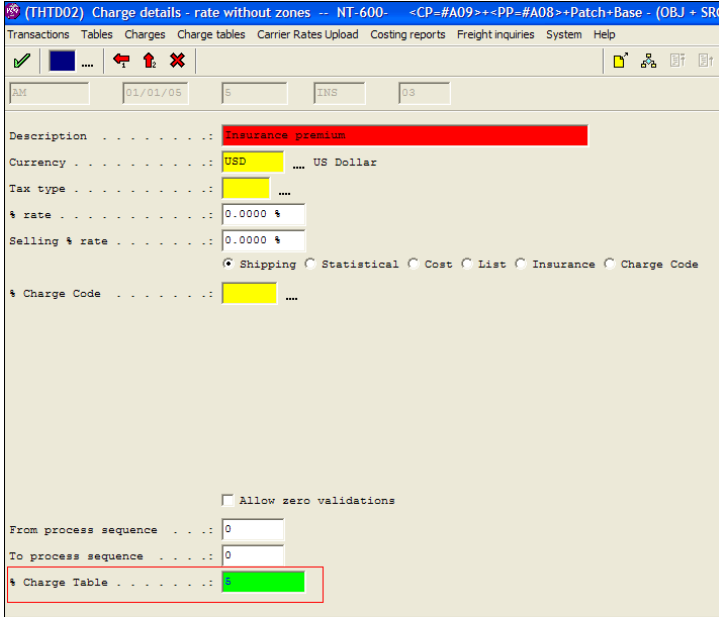 (THTD02) Charge details - rate without zones -- NT-600- <CP=#A09>+<PP=#A08>+Patch+Base - (OBJ + SRC
Transactions Tables Charges Charge tables Carrier Rates Upload Costing reports Freight inquiries System Help
....
AM 01/01/05 5 INS 03
Description . . . . . . . .: Insurance premium
Currency . . . . . . . . . .: USD .... US Dollar
Tax type . . . . . . . . . .: ....
% rate . . . . . . . . . . .: 0.0000 %
Selling % rate . . . . . . .: 0.0000 %
Shipping Statistical Cost List Insurance Charge Code
% Charge Code . . . . . . .: ....
Allow zero validations
From process sequence . . .: 0
To process sequence . . . .: 0
% Charge Table . . . . . . .: 5